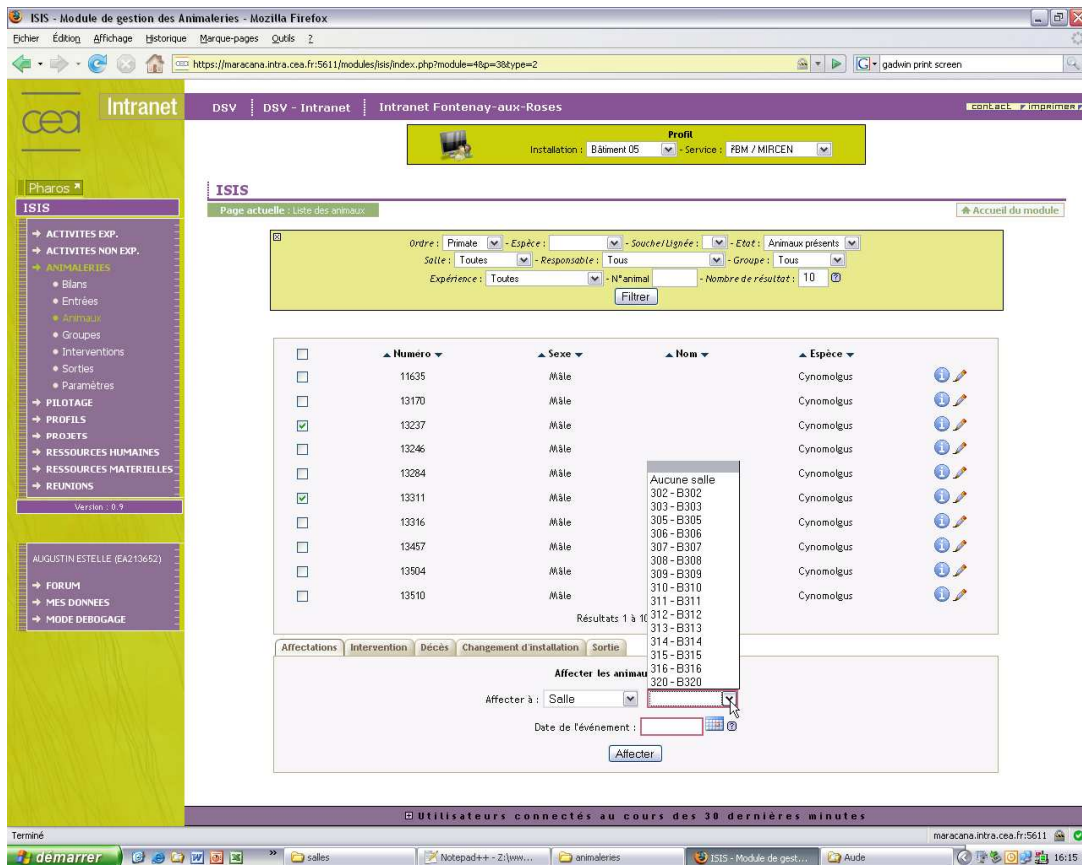 ISIS - Module de gestion des Animaleries - Mozilla Firefox
Fichier Édition Affichage Historique Marque-pages Outils ?
https://maracana.intra.cea.fr:5611/modules/isis/index.php?module=4&p=3&type=2
gadwin print screen
cea Intranet
DSV DSV - Intranet Intranet Fontenay-aux-Roses
contact imprimer
Profil
Installation : Bâtiment 05 - Service : I²BM / MIRCEN
Pharos
ISIS
ISIS
Page actuelle : Liste des animaux
Accueil du module
ACTIVITES EXP.
ACTIVITES NON EXP.
ANIMALERIES
Bilans
Entrées
Animaux
Groupes
Interventions
Sorties
Paramètres
PILOTAGE
PROFILS
PROJETS
RESSOURCES HUMAINES
RESSOURCES MATERIELLES
REUNIONS
Version : 0.9
AUGUSTIN ESTELLE (EA213652)
FORUM
MES DONNEES
MODE DEBOGAGE
Ordre : Primate - Espèce : - Souche/Lignée : - Etat : Animaux présents
Salle : Toutes - Responsable : Tous - Groupe : Tous
Expérience : Toutes - N°animal - Nombre de résultat : 10
Filtrer
Numéro Sexe Nom Espèce
11635 Mâle Cynomolgus
13170 Mâle Cynomolgus
13237 Mâle Cynomolgus
13246 Mâle Cynomolgus
13284 Mâle Cynomolgus
13311 Mâle Cynomolgus
13316 Mâle Cynomolgus
13457 Mâle Cynomolgus
13504 Mâle Cynomolgus
13510 Mâle Cynomolgus
Résultats 1 à 10
Aucune salle
302 - B302
303 - B303
305 - B305
306 - B306
307 - B307
308 - B308
309 - B309
310 - B310
311 - B311
312 - B312
313 - B313
314 - B314
315 - B315
316 - B316
320 - B320
Affectations Intervention Décès Changement d'installation Sortie
Affecter les animau
Affecter à : Salle
Date de l'événement :
Affecter
Utilisateurs connectés au cours des 30 dernières minutes
Terminé
maracana.intra.cea.fr:5611
démarrer
salles
Notepad++ - Z:\ww...
animaleries
ISIS - Module de gest...
Aude
16:15